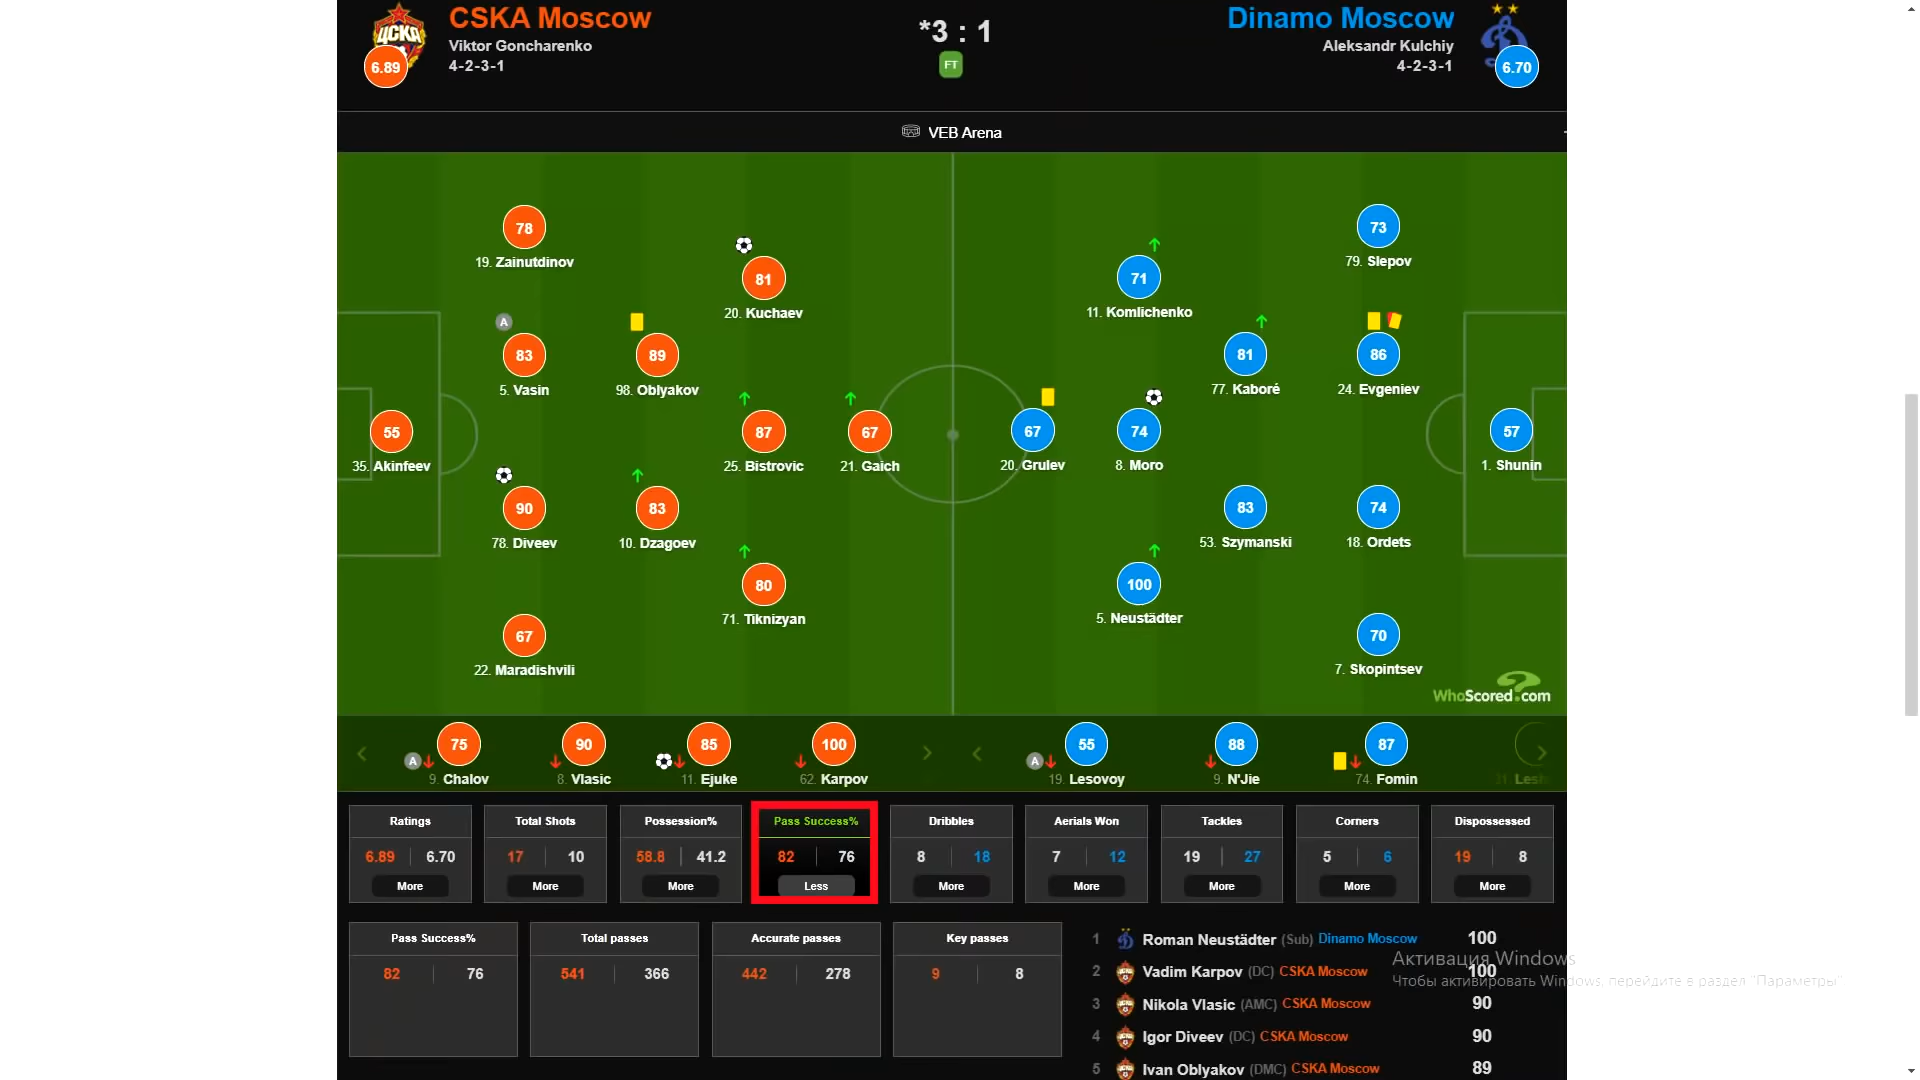 CSKA Moscow
Viktor Goncharenko
4-2-3-1
ЦСКА
6.89
*3 : 1
FT
Dinamo Moscow
Aleksandr Kulchiy
4-2-3-1
6.70
VEB Arena
78
19. Zainutdinov
81
20. Kuchaev
A
83
5. Vasin
89
98. Oblyakov
55
35. Akinfeev
87
25. Bistrovic
67
21. Gaich
90
78. Diveev
83
10. Dzagoev
80
71. Tiknizyan
67
22. Maradishvili
73
79. Slepov
71
11. Komlichenko
81
77. Kaboré
86
24. Evgeniev
67
20. Grulev
74
8. Moro
57
1. Shunin
83
53. Szymanski
74
18. Ordets
100
5. Neustädter
70
7. Skopintsev
WhoScored.com
75
A
9. Chalov
90
8. Vlasic
85
11. Ejuke
100
62. Karpov
55
A
19. Lesovoy
88
9. N'Jie
87
74. Fomin
Ratings
6.89 6.70
More
Total Shots
17 10
More
Possession%
58.8 41.2
More
Pass Success%
82 76
Less
Dribbles
8 18
More
Aerials Won
7 12
More
Tackles
19 27
More
Corners
5 6
More
Dispossessed
19 8
More
Pass Success%
82 76
Total passes
541 366
Accurate passes
442 278
Key passes
9 8
1 Roman Neustädter (Sub) Dinamo Moscow 100
2 Vadim Karpov (DC) CSKA Moscow 100
3 Nikola Vlasic (AMC) CSKA Moscow 90
4 Igor Diveev (DC) CSKA Moscow 90
5 Ivan Oblyakov (DMC) CSKA Moscow 89
Активация Windows
Чтобы активировать Windows, перейдите в раздел "Параметры"